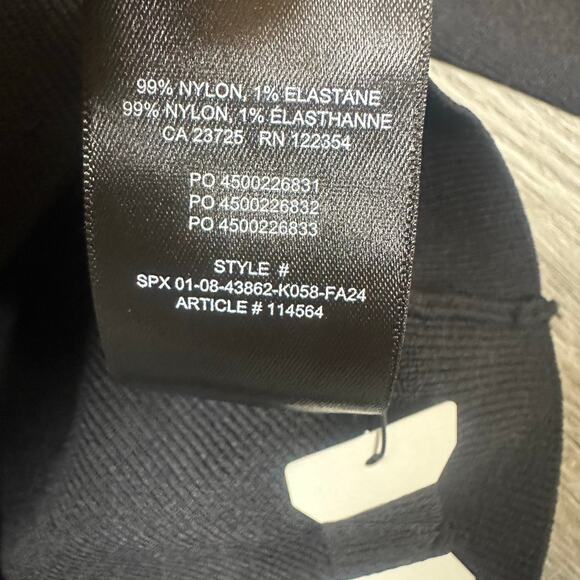 99% NYLON, 1% ELASTANE
99% NYLON, 1% ELASTHANNE
CA 23725 RN 122354
PO 4500226831
PO 4500226832
PO 4500226833
STYLE #
SPX 01-08-43862-K058-FA24
ARTICLE # 114564